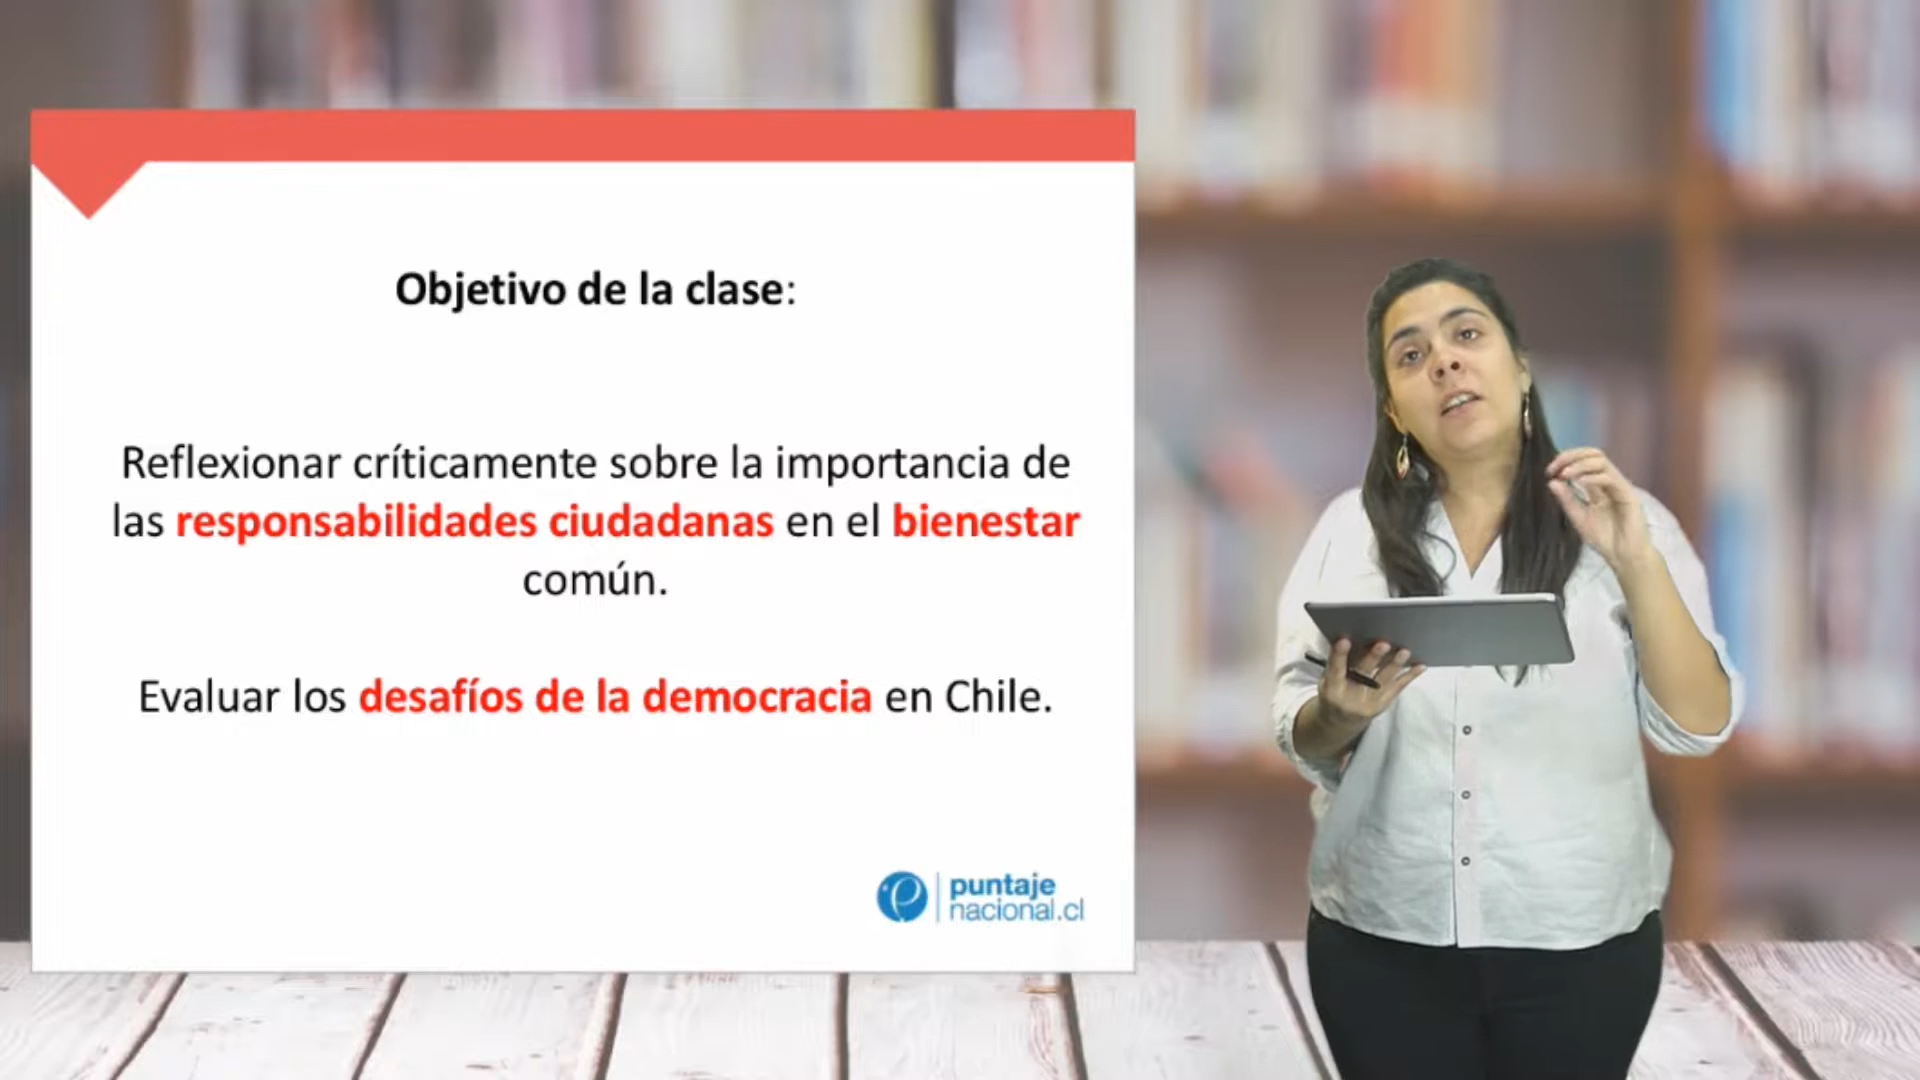 Objetivo de la clase:
Reflexionar críticamente sobre la importancia de
las responsabilidades ciudadanas en el bienestar
común.
Evaluar los desafíos de la democracia en Chile.
puntaje
nacional.cl